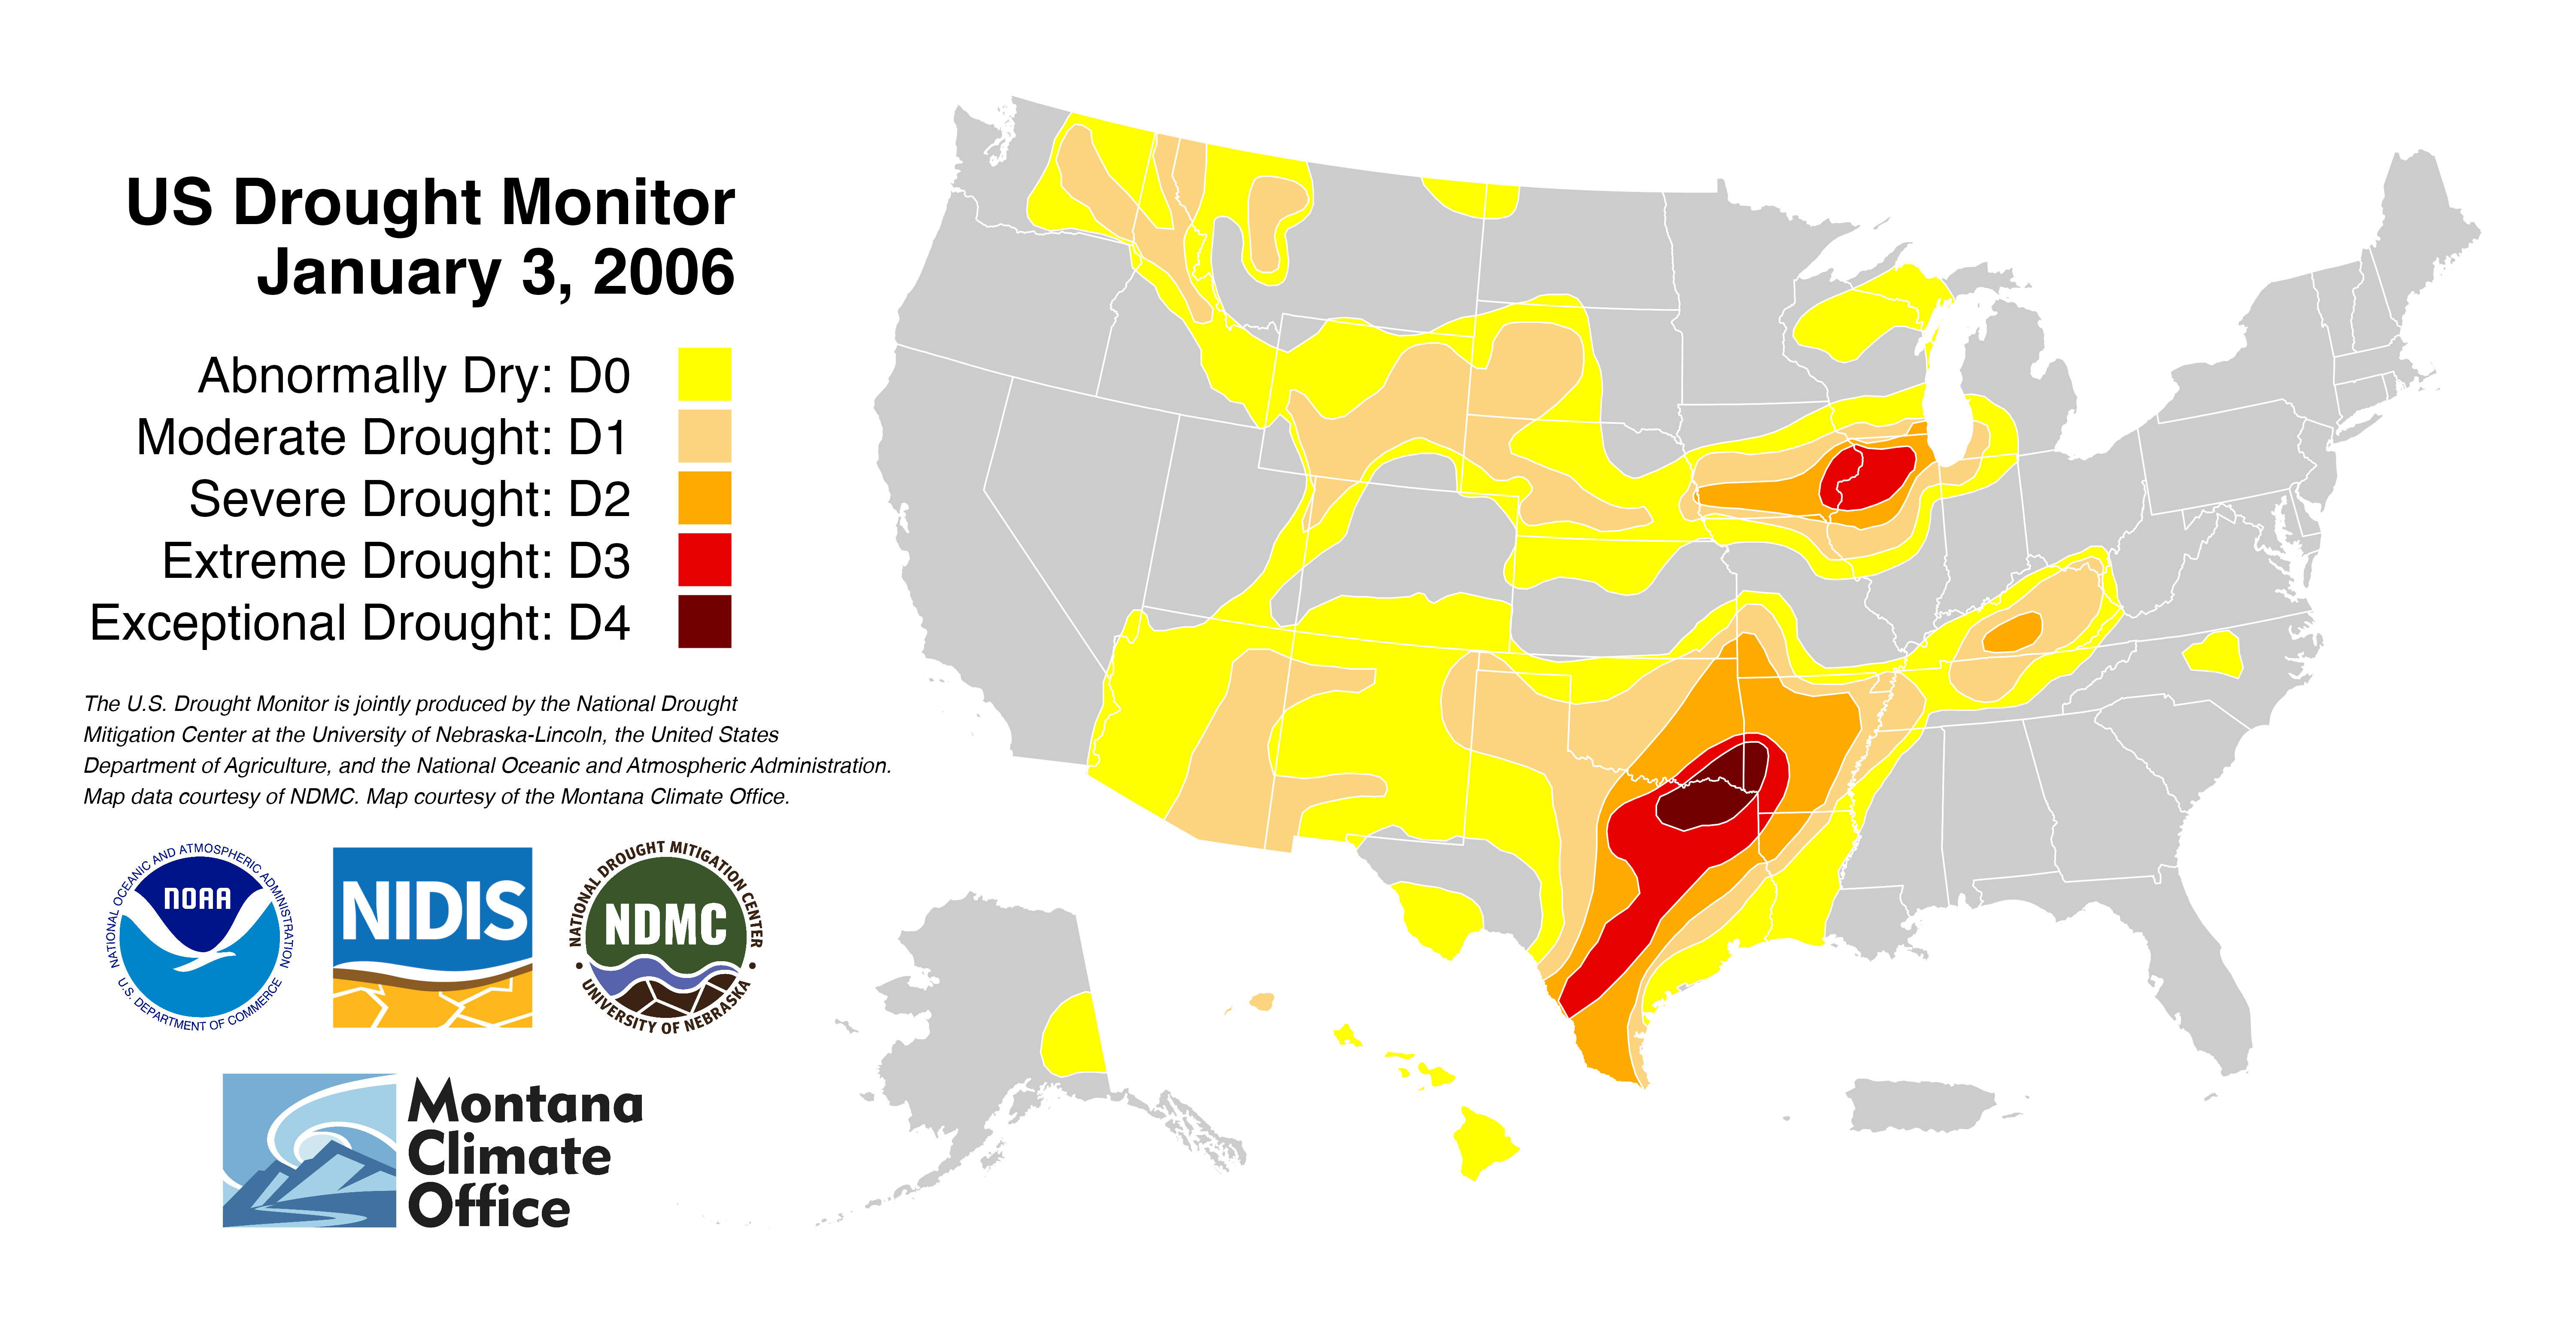 US Drought Monitor
January 3, 2006
Abnormally Dry: D0
Moderate Drought: D1
Severe Drought: D2
Extreme Drought: D3
Exceptional Drought: D4
The U.S. Drought Monitor is jointly produced by the National Drought
Mitigation Center at the University of Nebraska-Lincoln, the United States
Department of Agriculture, and the National Oceanic and Atmospheric Administration.
Map data courtesy of NDMC. Map courtesy of the Montana Climate Office.
NATIONAL OCEANIC AND ATMOSPHERIC ADMINISTRATION
NOAA
U.S. DEPARTMENT OF COMMERCE
NIDIS
NATIONAL DROUGHT MITIGATION CENTER
NDMC
UNIVERSITY OF NEBRASKA
Montana
Climate
Office